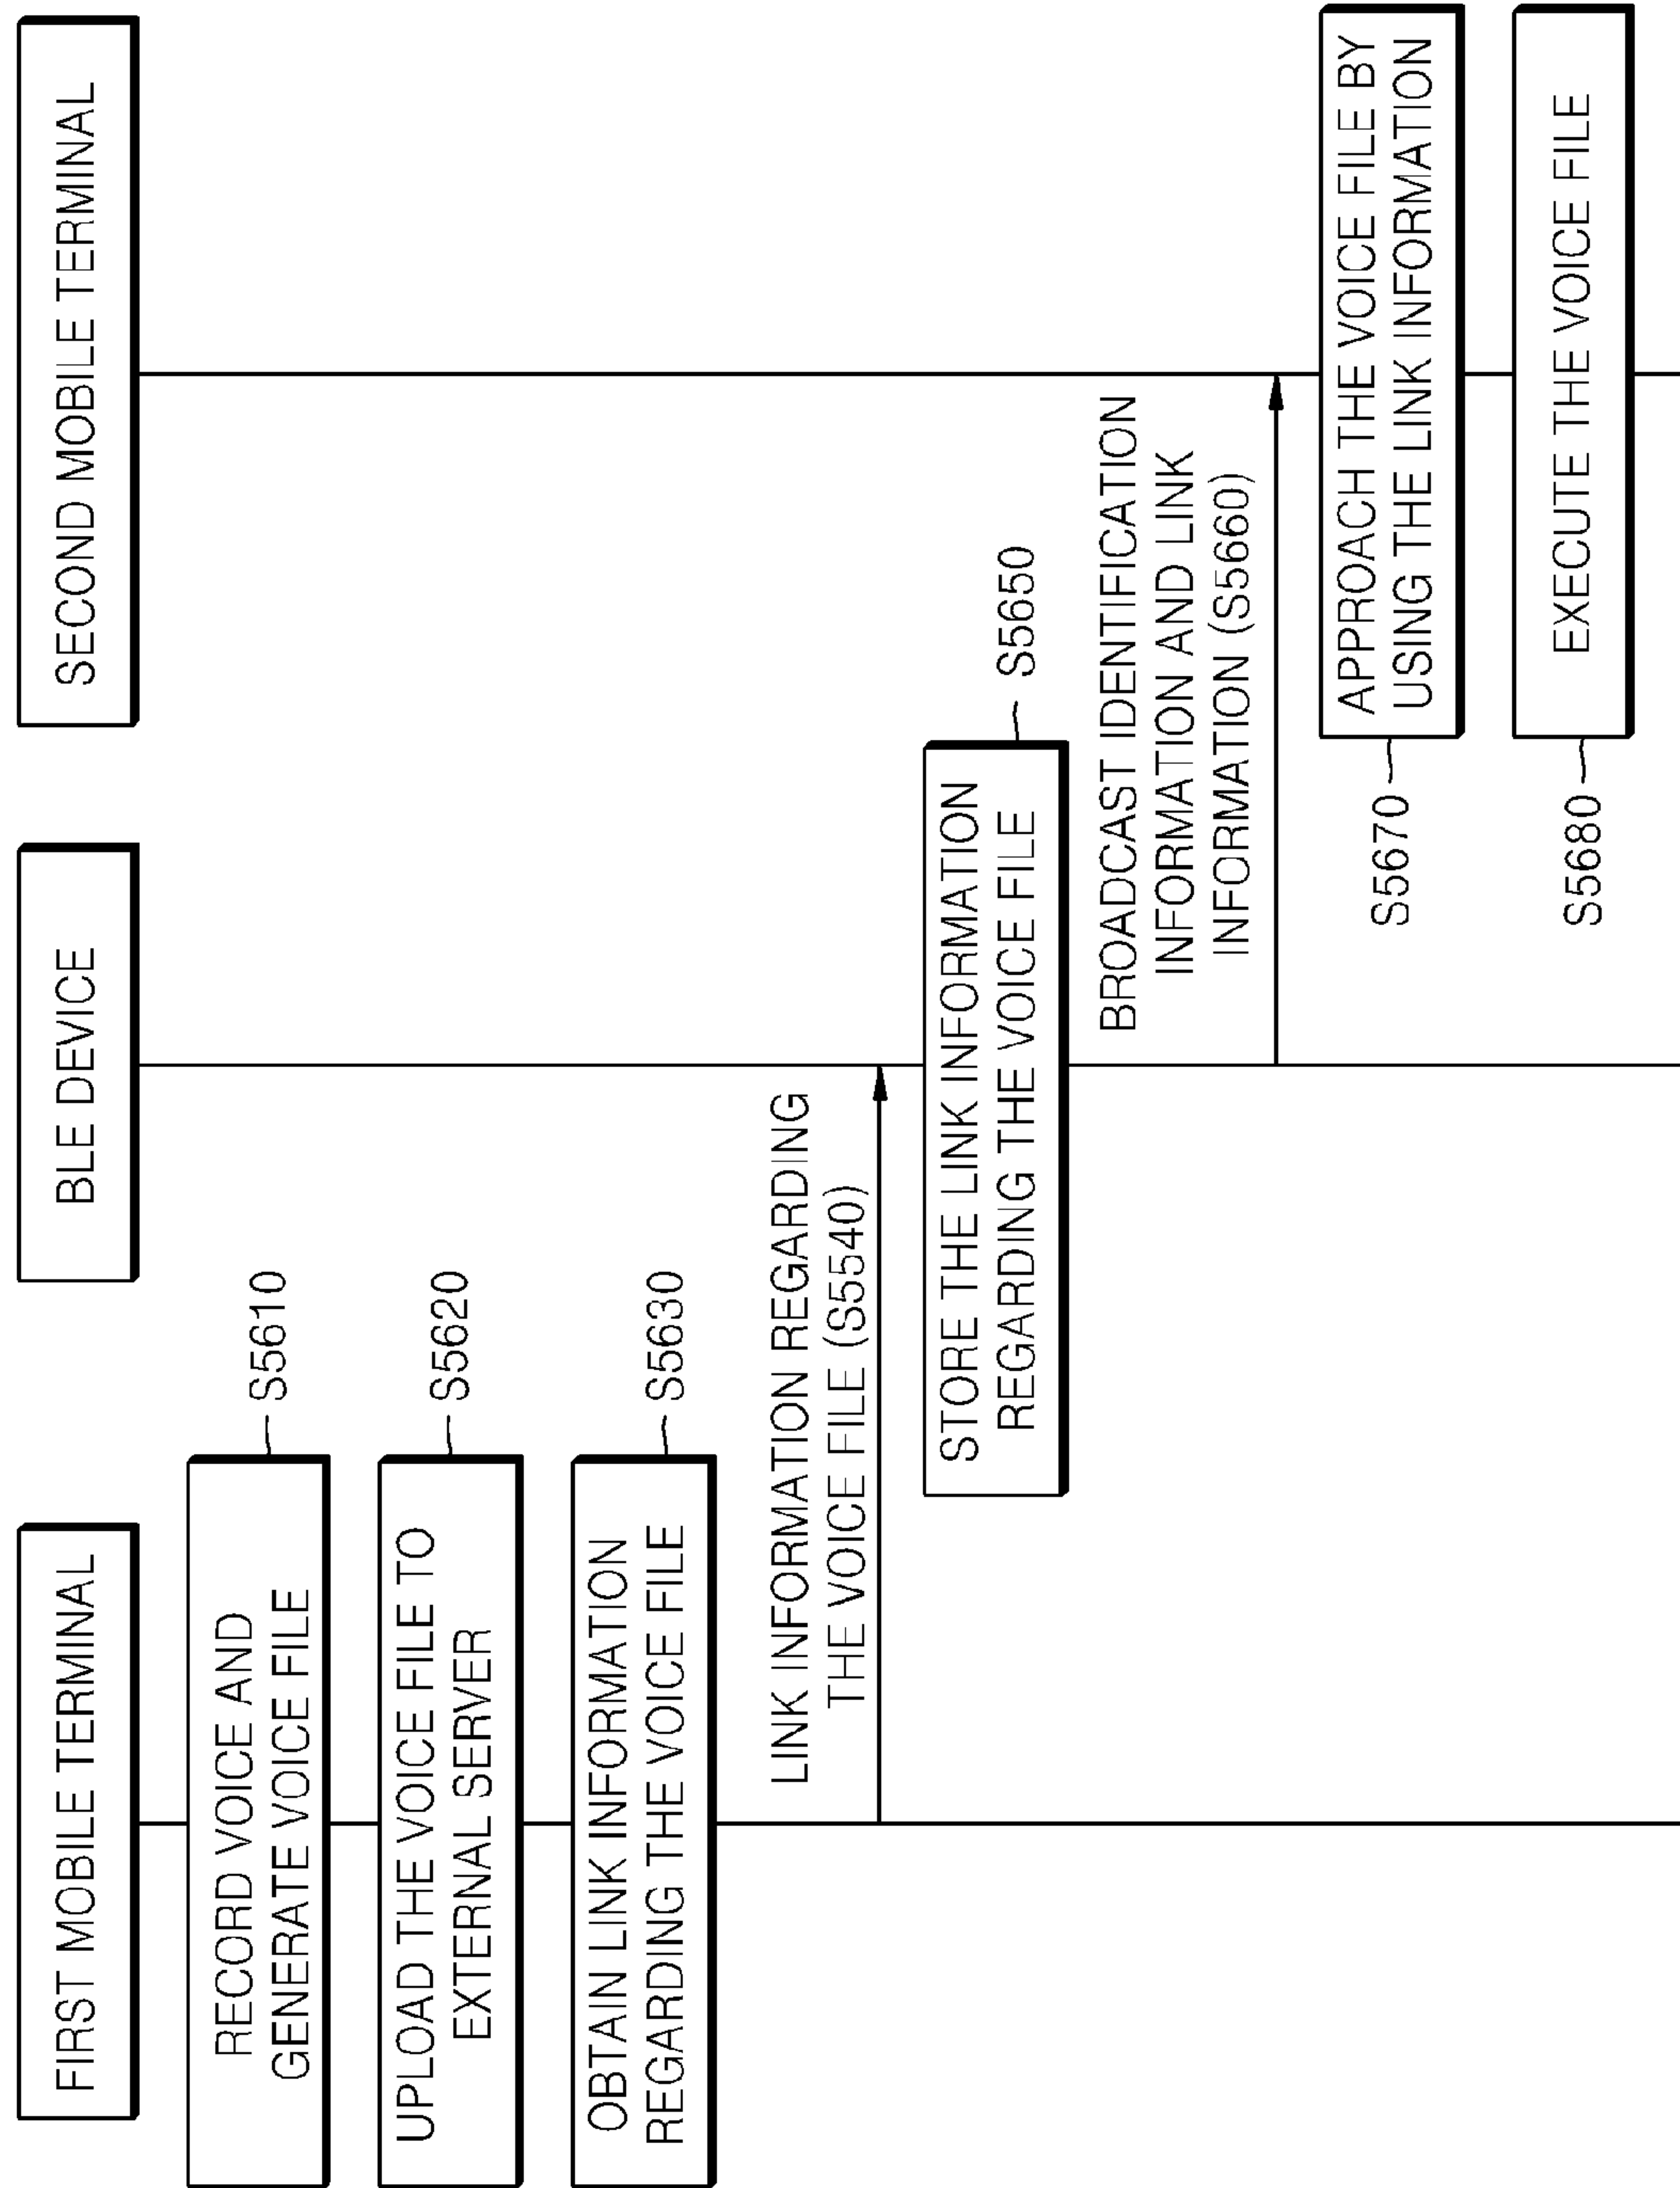 FIRST MOBILE TERMINAL
BLE DEVICE
SECOND MOBILE TERMINAL
RECORD VOICE AND
GENERATE VOICE FILE
S5610
UPLOAD THE VOICE FILE TO
EXTERNAL SERVER
S5620
OBTAIN LINK INFORMATION
REGARDING THE VOICE FILE
S5630
LINK INFORMATION REGARDING
THE VOICE FILE (S5540)
STORE THE LINK INFORMATION
REGARDING THE VOICE FILE
S5650
BROADCAST IDENTIFICATION
INFORMATION AND LINK
INFORMATION (S5660)
S5670
APPROACH THE VOICE FILE BY
USING THE LINK INFORMATION
S5680
EXECUTE THE VOICE FILE